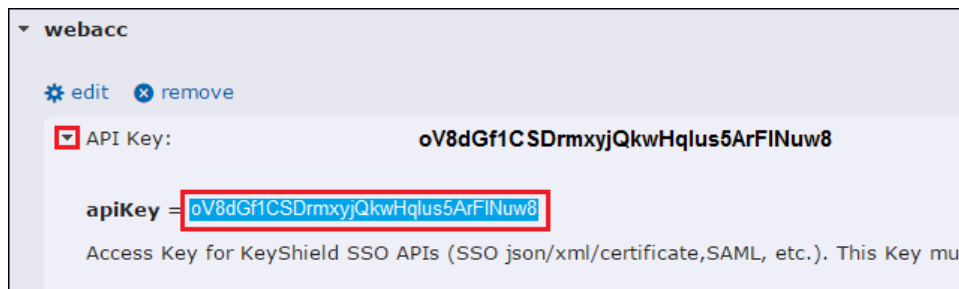 webacc
edit remove
API Key: oV8dGf1CSDrmxyjQkwHqlus5ArFINuw8
apiKey = oV8dGf1CSDrmxyjQkwHqlus5ArFINuw8
Access Key for KeyShield SSO APIs (SSO json/xml/certificate,SAML, etc.). This Key mu